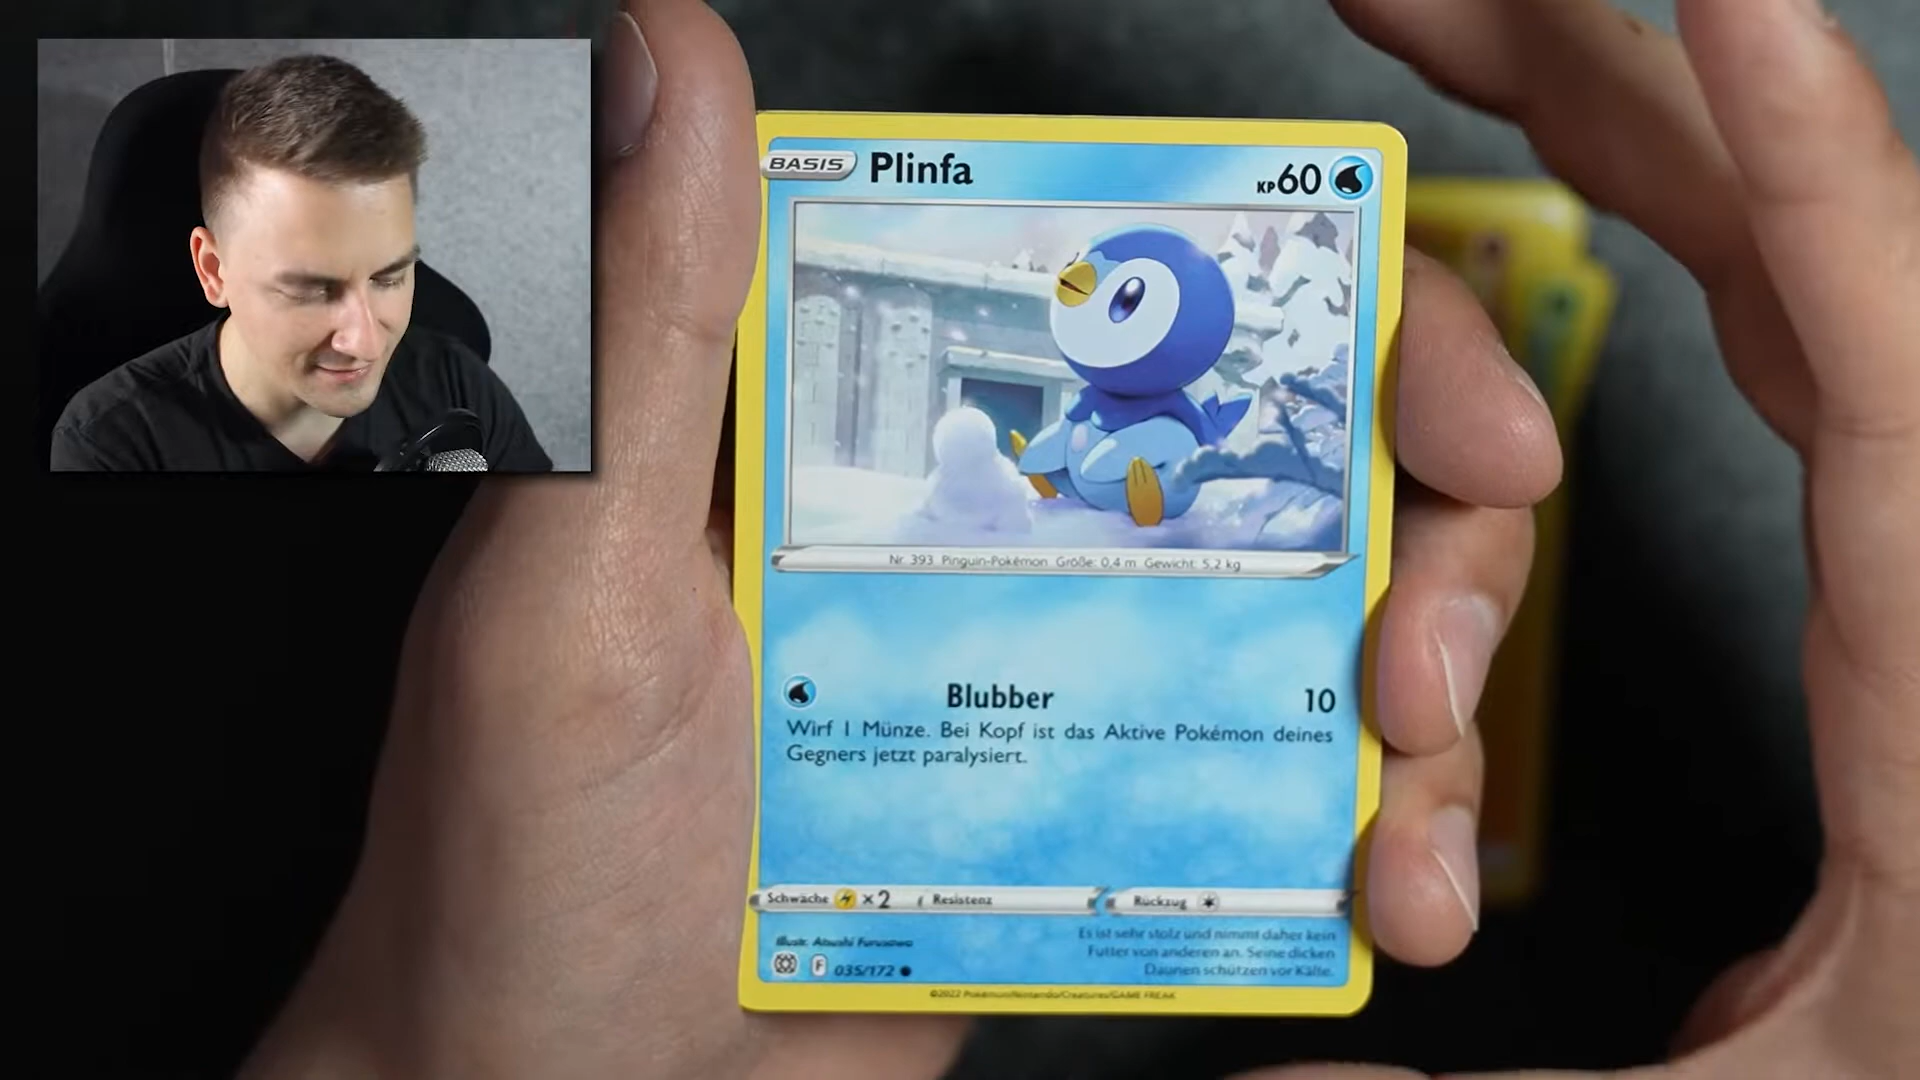 BASIS Plinfa KP60
Nr. 393 Pinguin-Pokémon Größe: 0,4 m Gewicht: 5,2 kg
Blubber 10
Wirf 1 Münze. Bei Kopf ist das Aktive Pokémon deines
Gegners jetzt paralysiert.
Schwäche ×2 Resistenz Rückzug
Illustr. Atsushi Furusawa
Es ist sehr stolz und nimmt daher kein
Futter von anderen an. Seine dicken
Daunen schützen vor Kälte.
F 035/172
©2022 Pokémon/Nintendo/Creatures/GAME FREAK